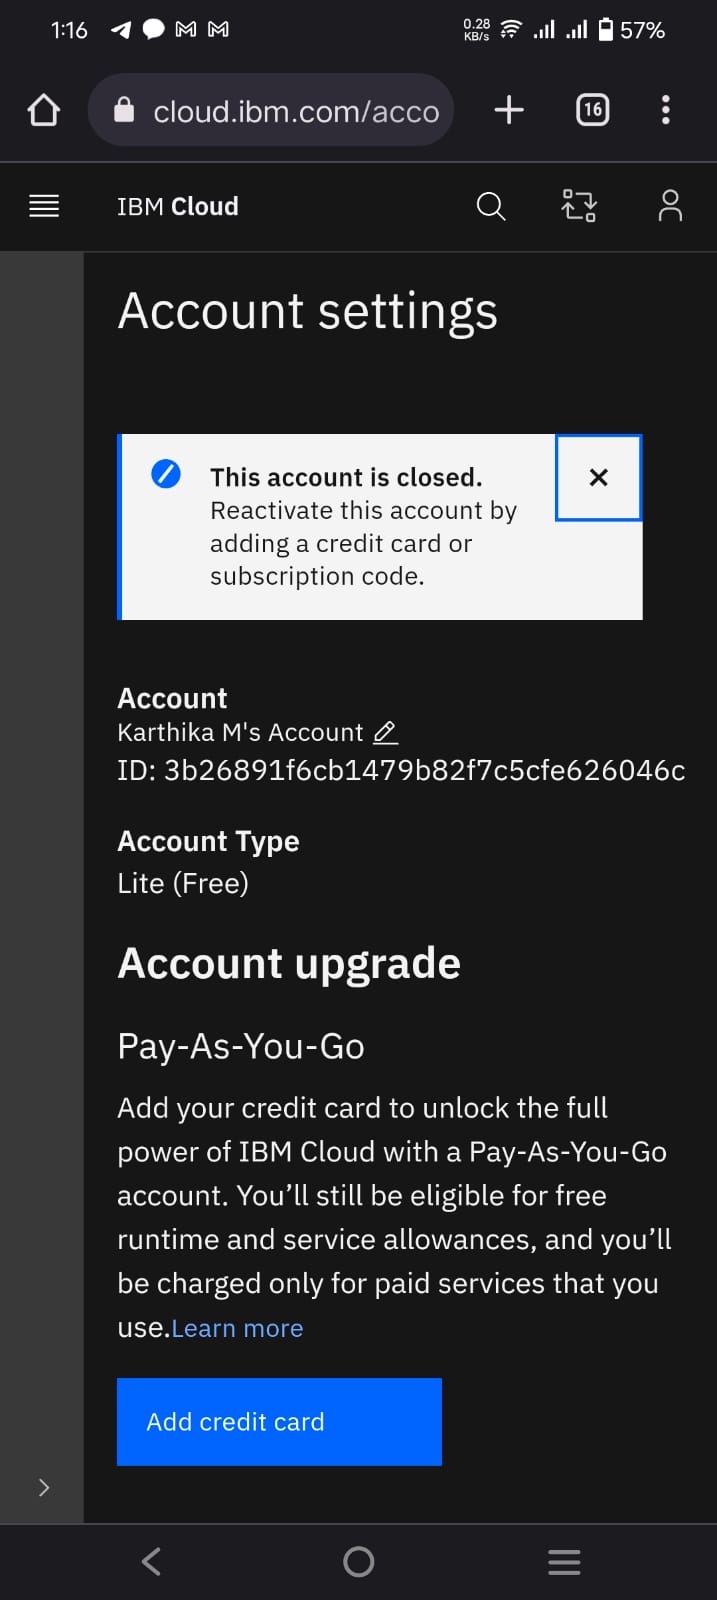 1:16
0.28
KB/s
57%
cloud.ibm.com/acco
16
IBM Cloud
Account settings
This account is closed.
Reactivate this account by
adding a credit card or
subscription code.
Account
Karthika M's Account
ID: 3b26891f6cb1479b82f7c5cfe626046c
Account Type
Lite (Free)
Account upgrade
Pay-As-You-Go
Add your credit card to unlock the full
power of IBM Cloud with a Pay-As-You-Go
account. You’ll still be eligible for free
runtime and service allowances, and you’ll
be charged only for paid services that you
use.Learn more
Add credit card